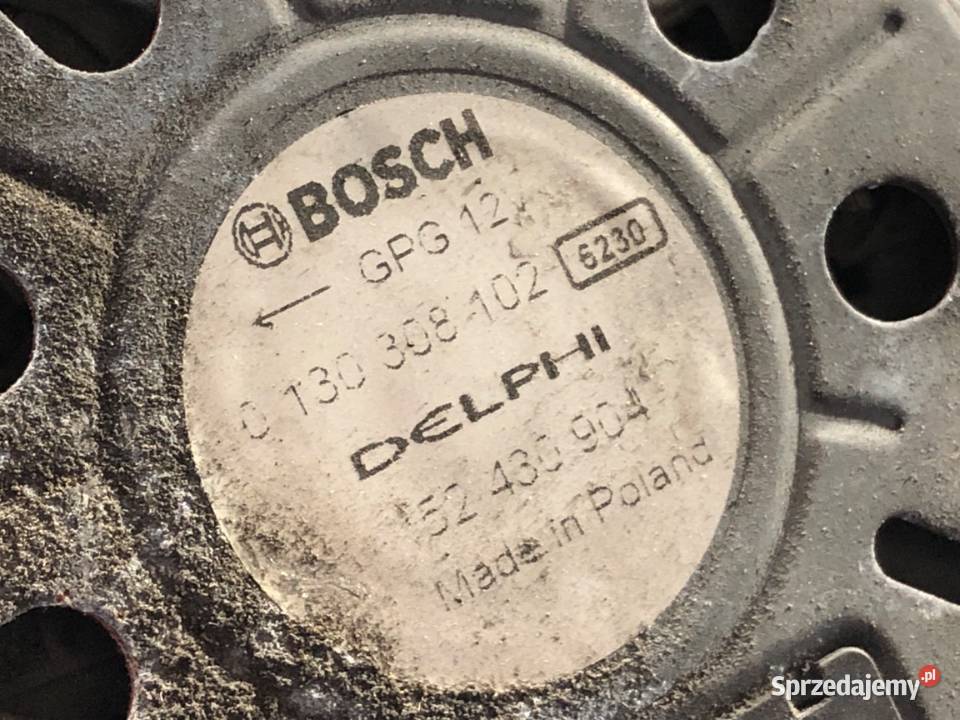 BOSCH
GPG 12
←
0 130 308 102 6230
DELPHI
52 430 904
Made in Poland
Sprzedajemy.pl